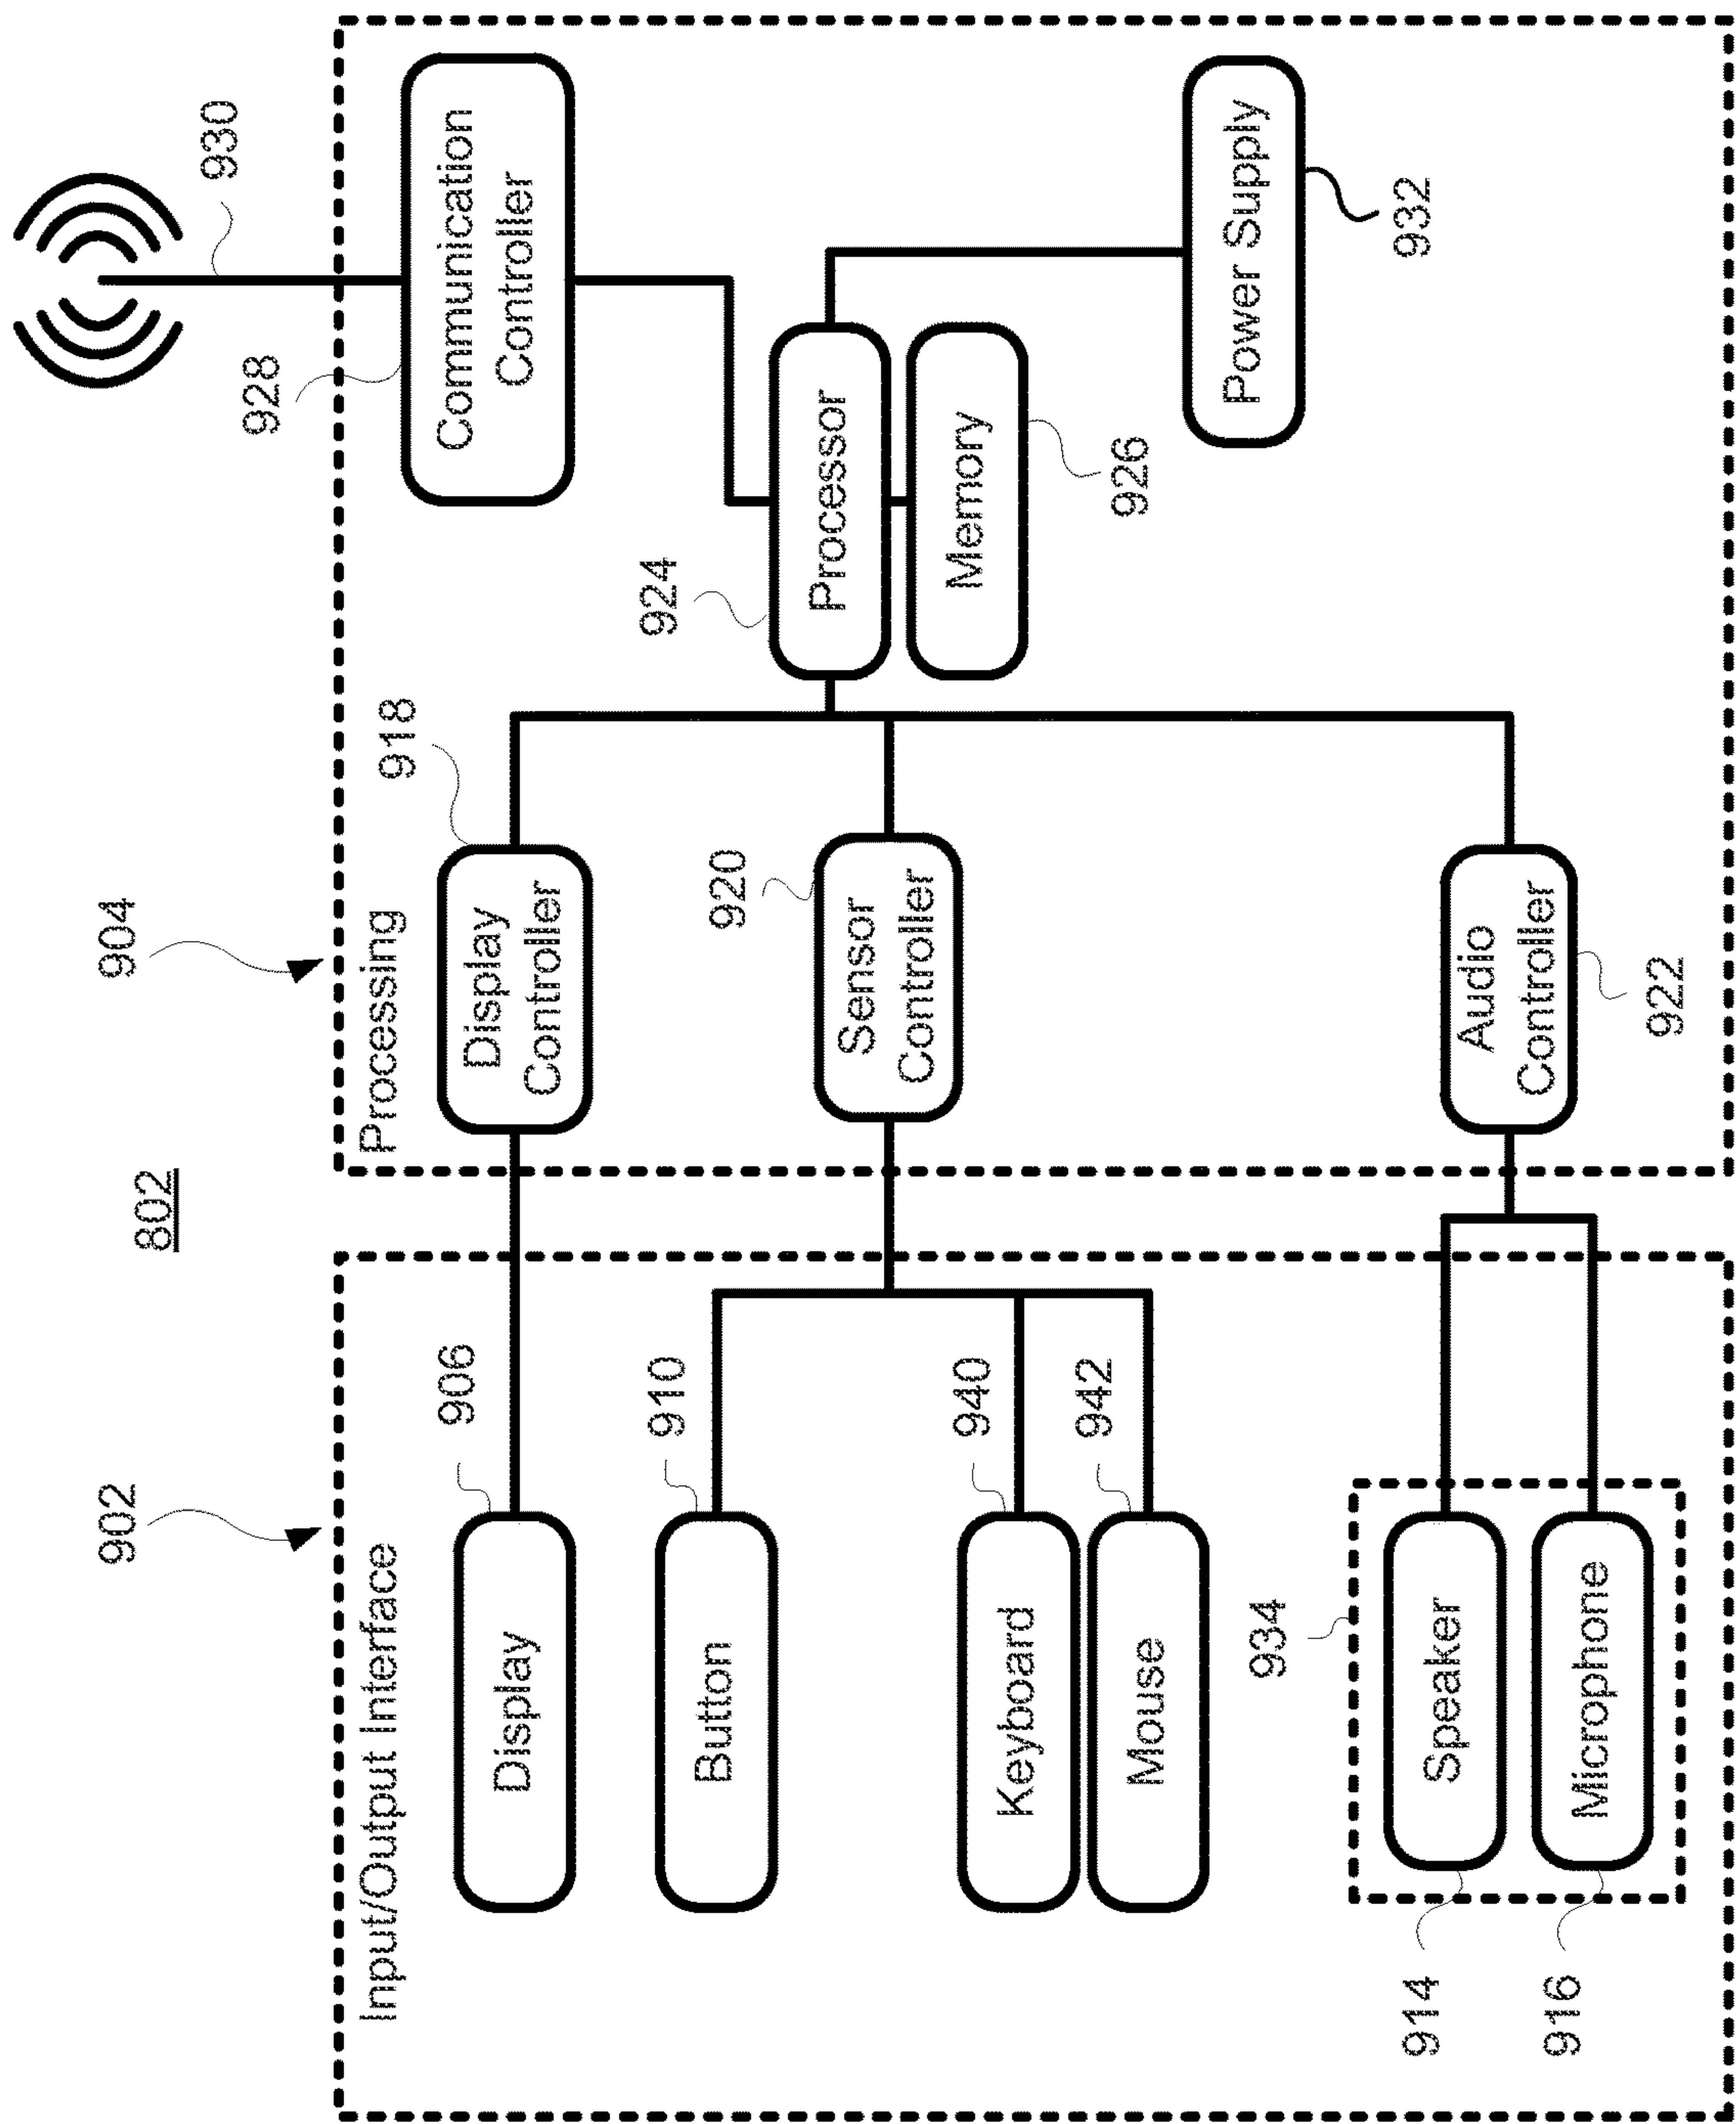 802
902
904
930
Input/Output Interface
Processing
928
Communication
Controller
Display
906
Display
Controller
918
Button
910
Sensor
Controller
920
924
Processor
Memory
926
Keyboard
940
Mouse
942
Power Supply
932
934
Speaker
Microphone
914
916
Audio
Controller
922